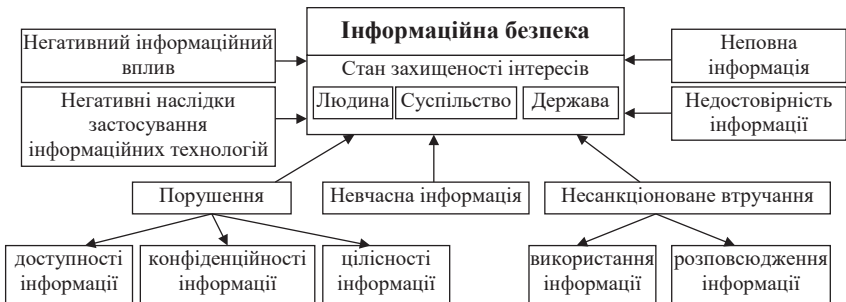 Інформаційна безпека
Негативний інформаційний
вплив
Стан захищеності інтересів
Неповна
інформація
Людина
Суспільство
Держава
Негативні наслідки
застосування
інформаційних технологій
Недостовірність
інформації
Порушення
Невчасна інформація
Несанкціоноване втручання
доступності
інформації
конфіденційності
інформації
цілісності
інформації
використання
інформації
розповсюдження
інформації